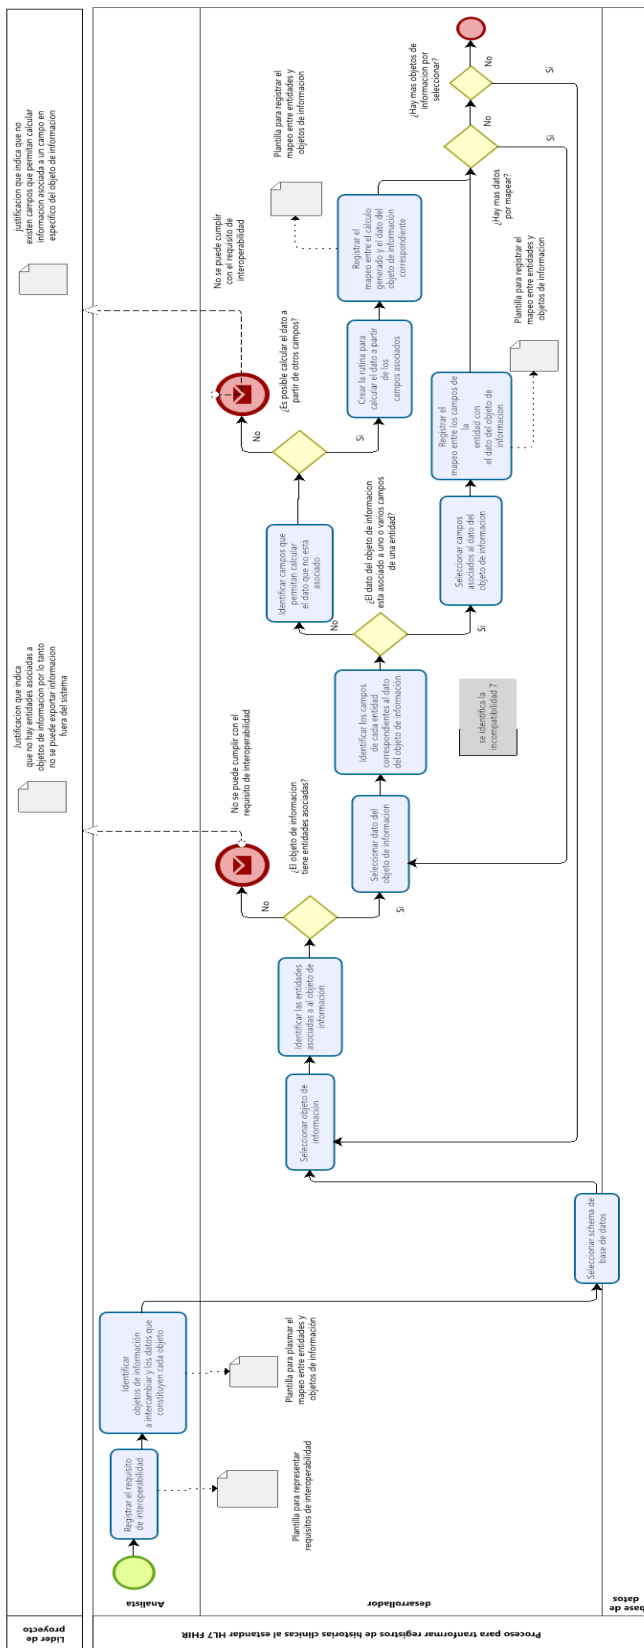 Lider de
proyecto
Justificacion que indica
que no hay entidades asociadas a
objetos de informacion por lo tanto
no se puede exportar informacion
fuera del sistema
justificacion que indica que no
existen campos que permitan calcular
informacion asociada a un campo en
especifico del objeto de informacion
Proceso para tranformar registros de historias clinicas al estandar HL7 FHIR
Analista
Registrar el requisito
de interoperabilidad
Identificar
objetos de información
a intercambiar y los datos que
constituyen cada objeto
desarrollador
Plantilla para representar
requisitos de interoperabilidad
Plantilla para plasmar el
mapeo entre entidades y
objetos de información
Seleccionar objeto de
información
Identificar las entidades
asociadas a al objeto de
información
¿El objeto de informacion
tiene entidades asociadas?
No
Si
No se puede cumplir con el
requisito de interoperabilidad
Seleccionar dato del
objeto de informacion
Identificar los campos
de cada entidad
correspondientes al dato
del objeto de información
se identifica la
incompatibilidad 7
¿El dato del objeto de informacion
esta asociado a uno o varios campos
de una entidad?
No
Si
Identificar campos que
permitan calcular
el dato que no está
asociado
¿Es posible calcular el dato a
partir de otros campos?
No
Si
No se puede cumplir
con el requisito de
interoperabilidad
Crear la rutina para
calcular el dato a partir
de los
campos asociados
Registrar el
mapeo entre el calculo
generado y el dato del
objeto de información
correspondiente
Plantilla para registrar el
mapeo entre entidades y
objetos de informacion
Seleccionar campos
asociados al dato del
objeto de informacion
Registrar el
mapeo entre los campos de
la
entidad con
el dato del objeto de
informacion
Plantilla para registrar el
mapeo entre entidades y
objetos de informacion
¿Hay mas datos
por mapear?
No
Si
¿Hay mas objetos de
informacion por
seleccionar?
No
Si
base de
datos
Seleccionar schema de
base de datos